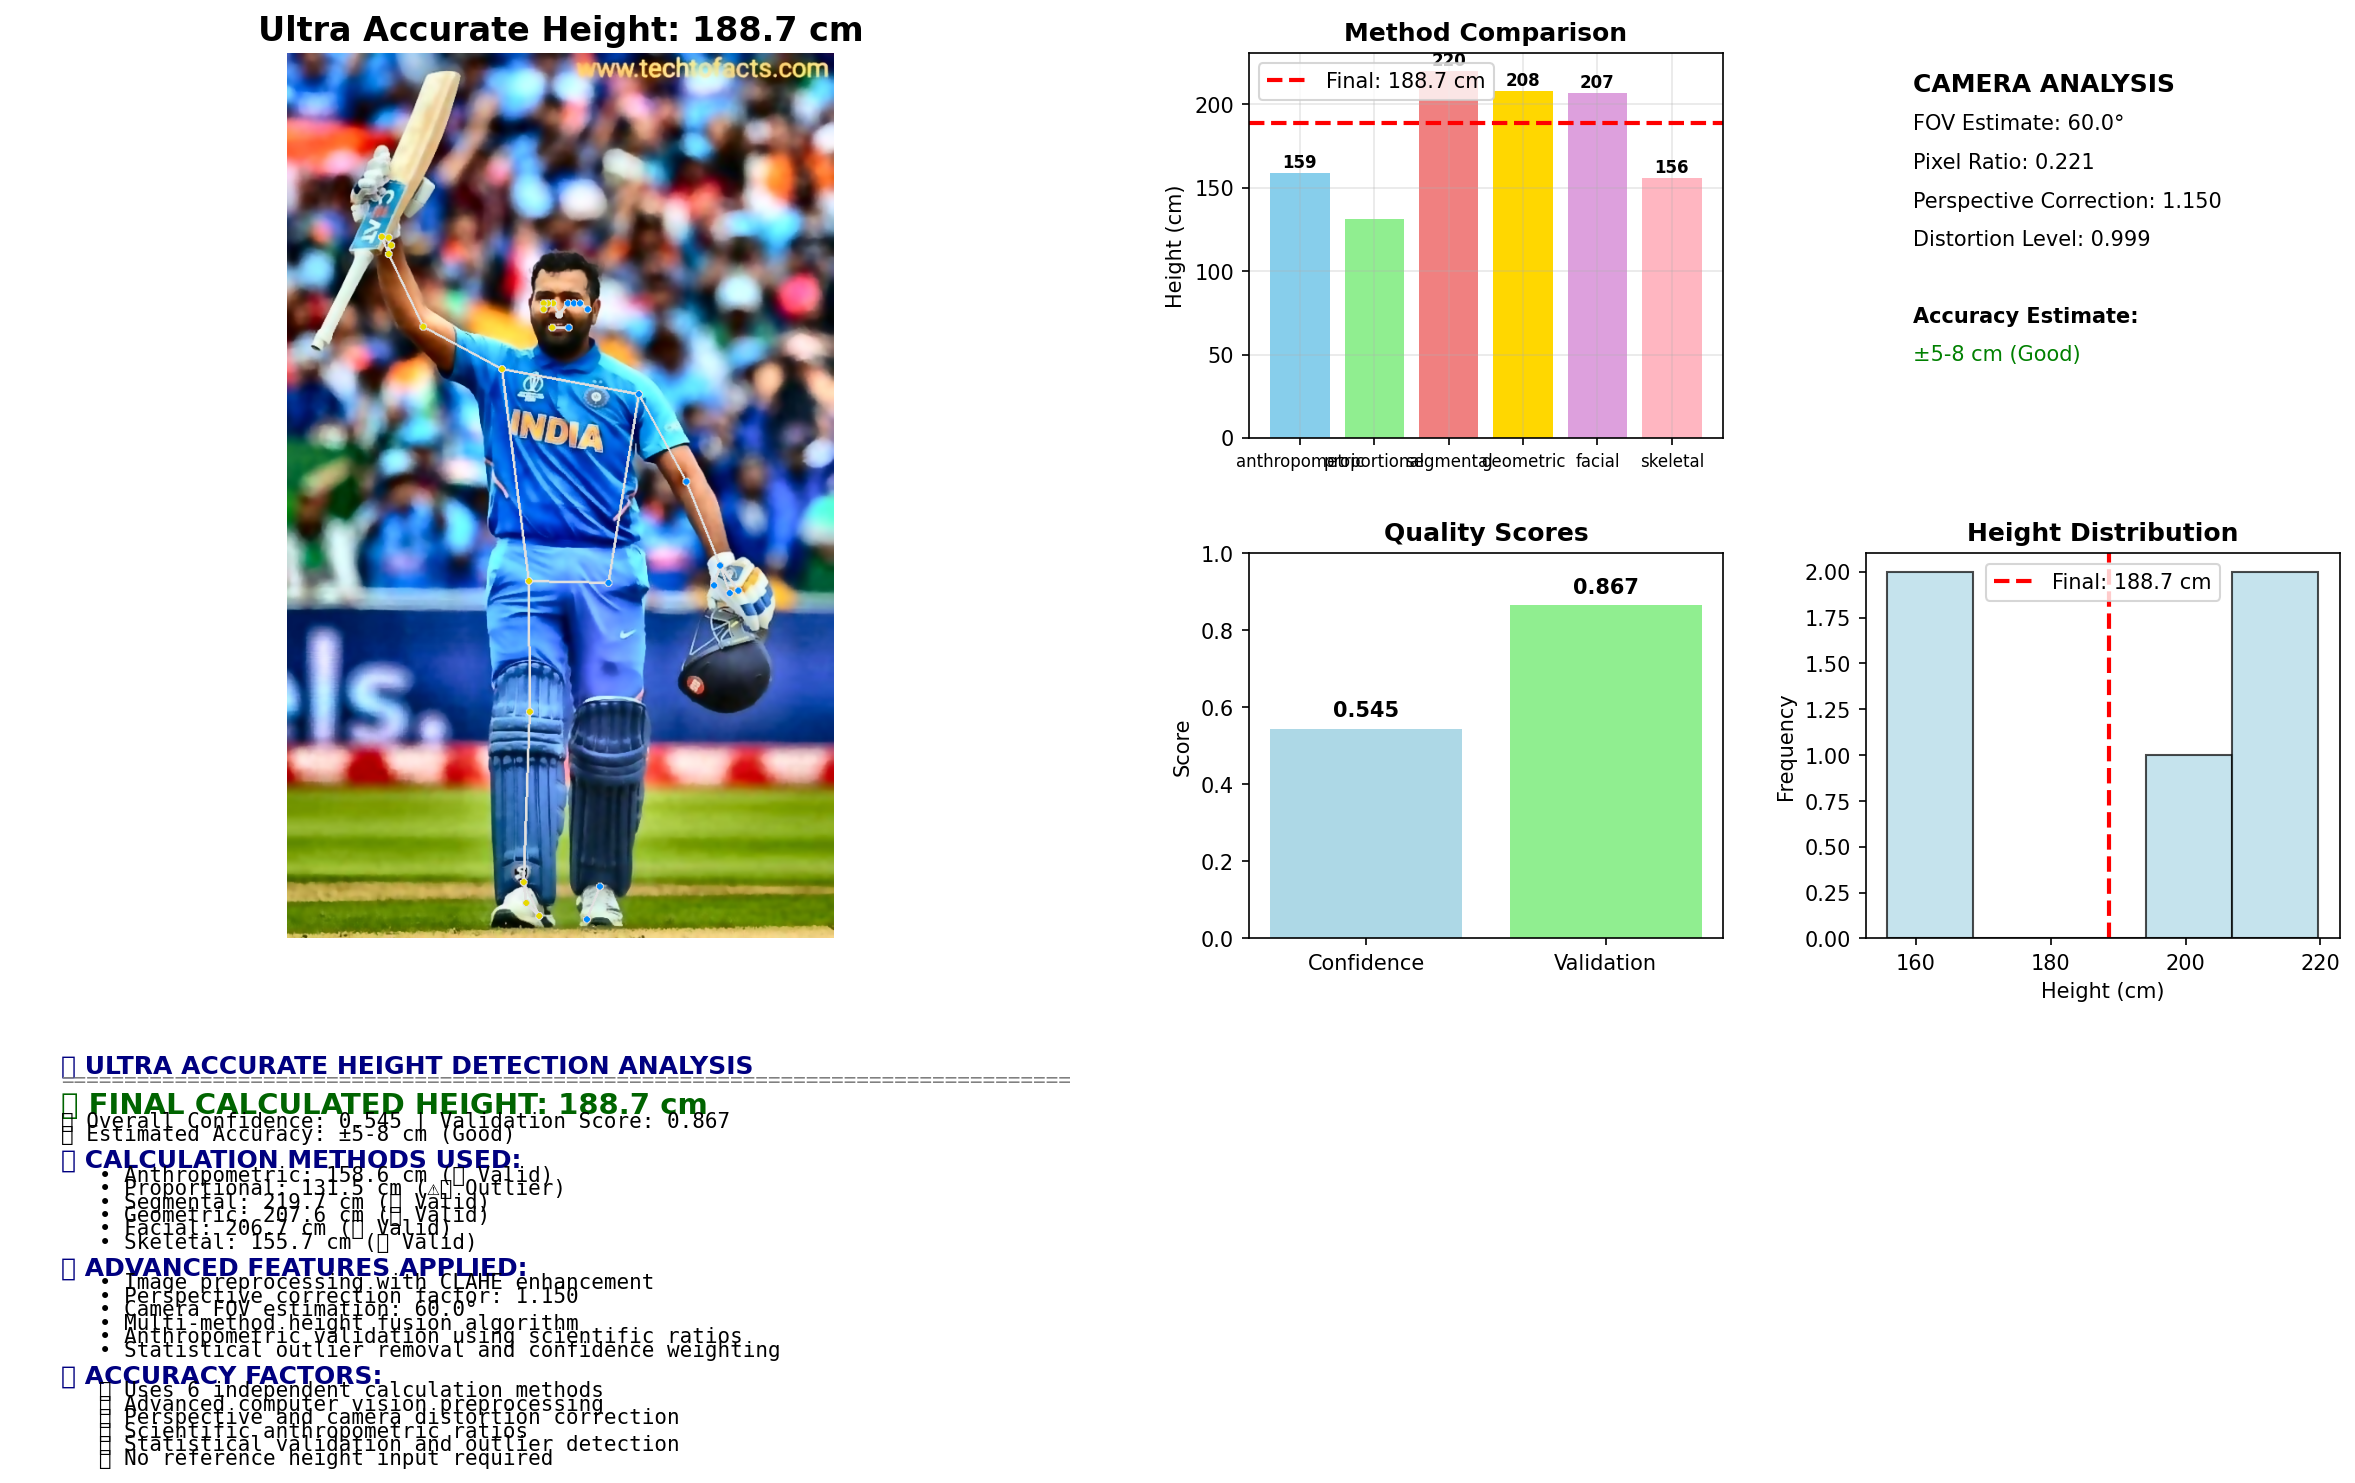 Ultra Accurate Height: 188.7 cm
www.techtofacts.com
INDIA
els.
Method Comparison
Final: 188.7 cm
159
220
208
207
156
Height (cm)
200
150
100
50
0
anthropometric
proportional
segmental
geometric
facial
skeletal
CAMERA ANALYSIS
FOV Estimate: 60.0°
Pixel Ratio: 0.221
Perspective Correction: 1.150
Distortion Level: 0.999
Accuracy Estimate:
±5-8 cm (Good)
Quality Scores
Score
1.0
0.8
0.6
0.4
0.2
0.0
0.545
0.867
Confidence
Validation
Height Distribution
Final: 188.7 cm
Frequency
2.00
1.75
1.50
1.25
1.00
0.75
0.50
0.25
0.00
160
180
200
220
Height (cm)
ULTRA ACCURATE HEIGHT DETECTION ANALYSIS
================================================================================
FINAL CALCULATED HEIGHT: 188.7 cm
Overall Confidence: 0.545 | Validation Score: 0.867
Estimated Accuracy: ±5-8 cm (Good)
CALCULATION METHODS USED:
• Anthropometric: 158.6 cm (Valid)
• Proportional: 131.5 cm (⚠ Outlier)
• Segmental: 219.7 cm (Valid)
• Geometric: 207.6 cm (Valid)
• Facial: 206.7 cm (Valid)
• Skeletal: 155.7 cm (Valid)
ADVANCED FEATURES APPLIED:
• Image preprocessing with CLAHE enhancement
• Perspective correction factor: 1.150
• Camera FOV estimation: 60.0°
• Multi-method height fusion algorithm
• Anthropometric validation using scientific ratios
• Statistical outlier removal and confidence weighting
ACCURACY FACTORS:
Uses 6 independent calculation methods
Advanced computer vision preprocessing
Perspective and camera distortion correction
Scientific anthropometric ratios
Statistical validation and outlier detection
No reference height input required